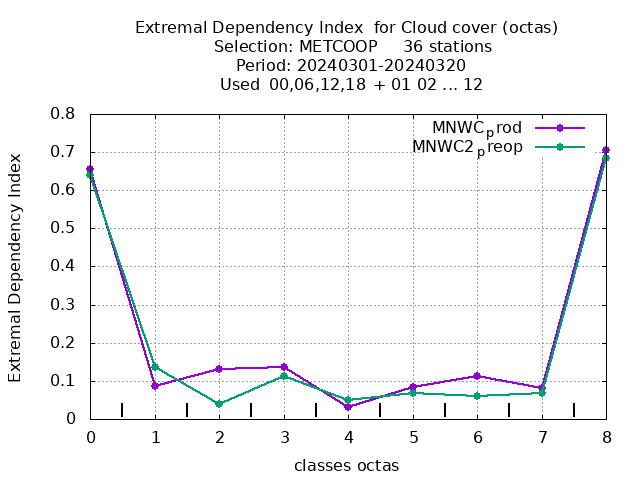 Extremal Dependency Index  for Cloud cover (octas)
Selection: METCOOP     36 stations
Period: 20240301-20240320
Used  00,06,12,18  + 01 02 ... 12
MNWCprod
MNWC2preop
0.8
0.7
0.6
0.5
0.4
0.3
0.2
0.1
0
Extremal Dependency Index
0 1 2 3 4 5 6 7 8
classes octas